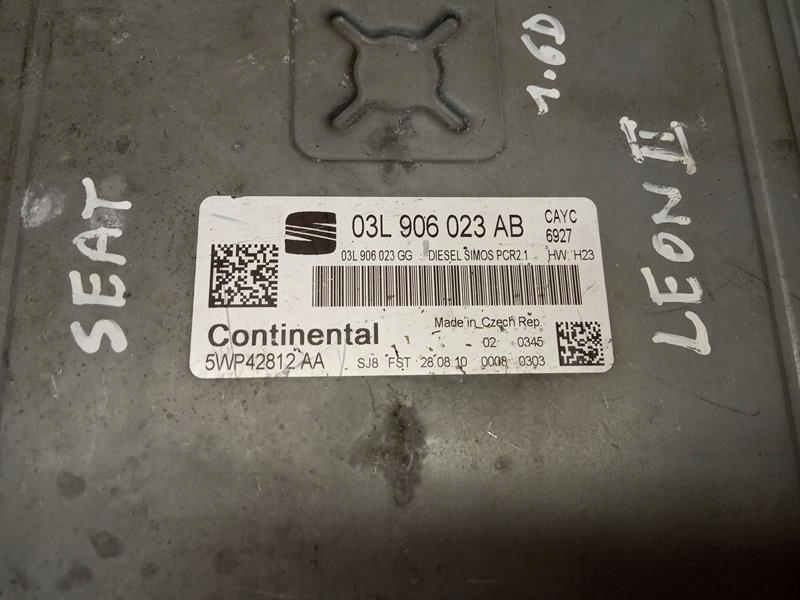 1.6D
SEAT
LEON II
03L 906 023 AB
CAYC
6927
03L 906 023 GG DIESEL SIMOS PCR2.1 HW: H23
Continental
Made in Czech Rep.
02 0345
5WP42812 AA SJ8 FST 28.08.10 0008 0303